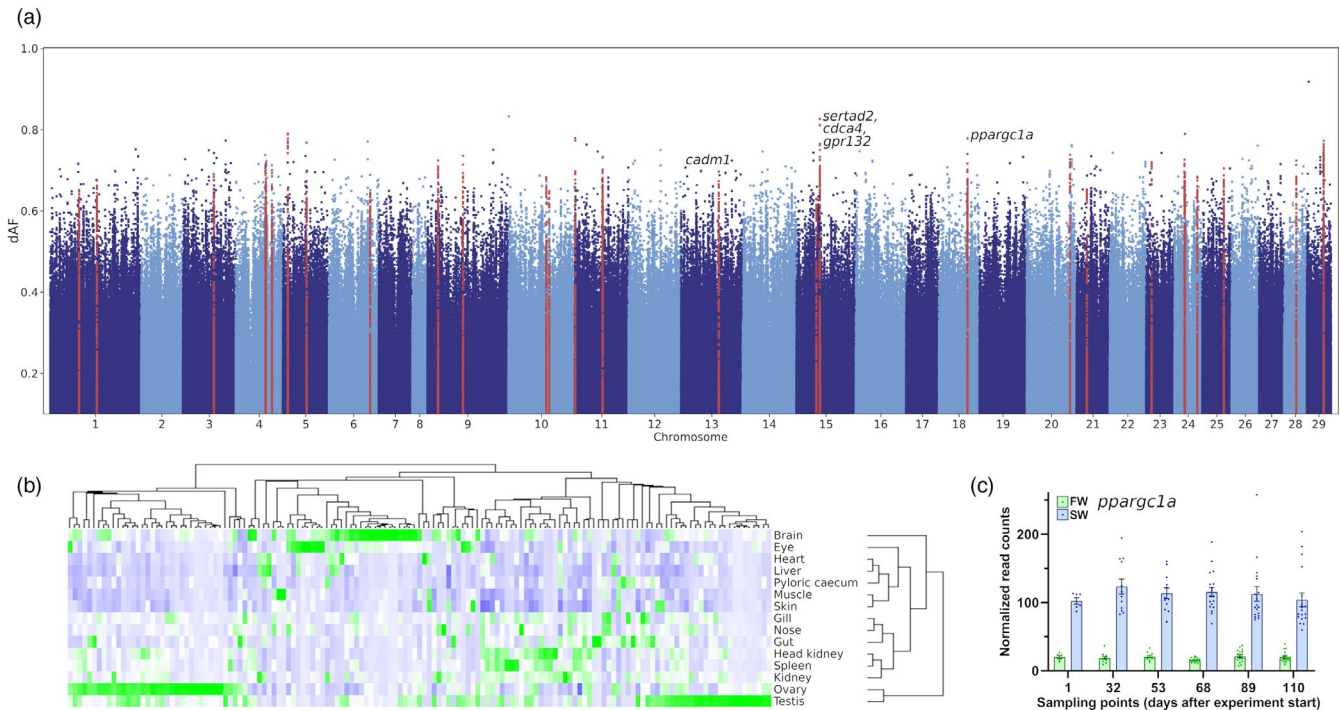 (a)
1.0
0.8
0.6
0.4
0.2
dAF
sertad2,
cdca4,
gpr132
ppargc1a
cadm1
1 2 3 4 5 6 7 8 9 10 11 12 13 14 15 16 17 18 19 20 21 22 23 24 25 26 27 28 29
Chromosome
(b)
Brain
Eye
Heart
Liver
Pyloric caecum
Muscle
Skin
Gill
Nose
Gut
Head kidney
Spleen
Kidney
Ovary
Testis
(c)
FW
SW
ppargc1a
Normalized read counts
200
100
0
1 32 53 68 89 110
Sampling points (days after experiment start)